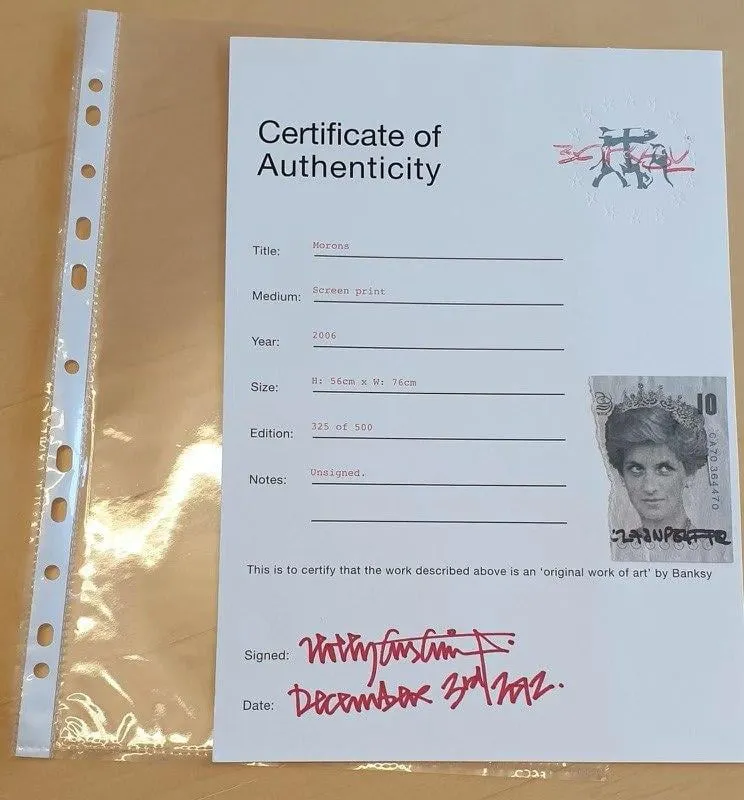 Certificate of
Authenticity
Title: Morons
Medium: Screen print
Year: 2006
Size: H: 56cm x W: 76cm
Edition: 325 of 500
Notes: Unsigned.
10
CA70 364470
This is to certify that the work described above is an ‘original work of art’ by Banksy
Signed:
Date: December 3rd 2012.